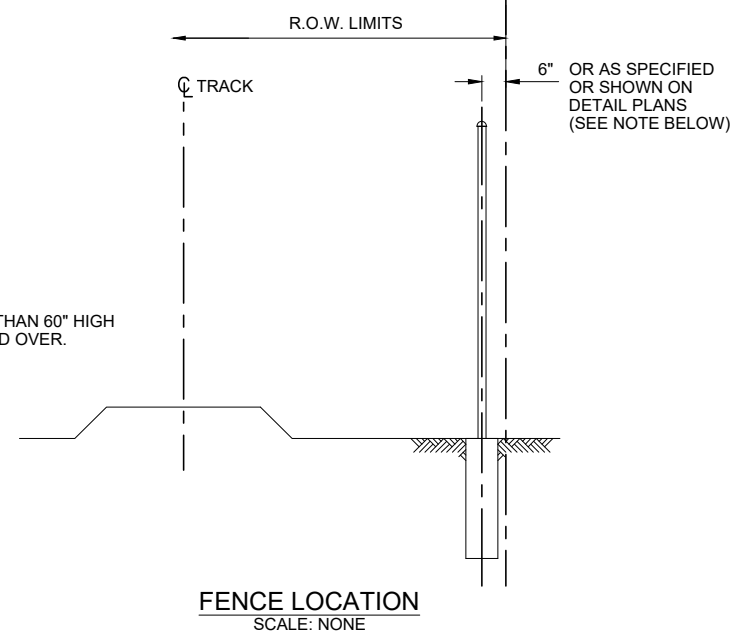 R.O.W. LIMITS
℄ TRACK
6" OR AS SPECIFIED
OR SHOWN ON
DETAIL PLANS
(SEE NOTE BELOW)
THAN 60" HIGH
D OVER.
FENCE LOCATION
SCALE: NONE